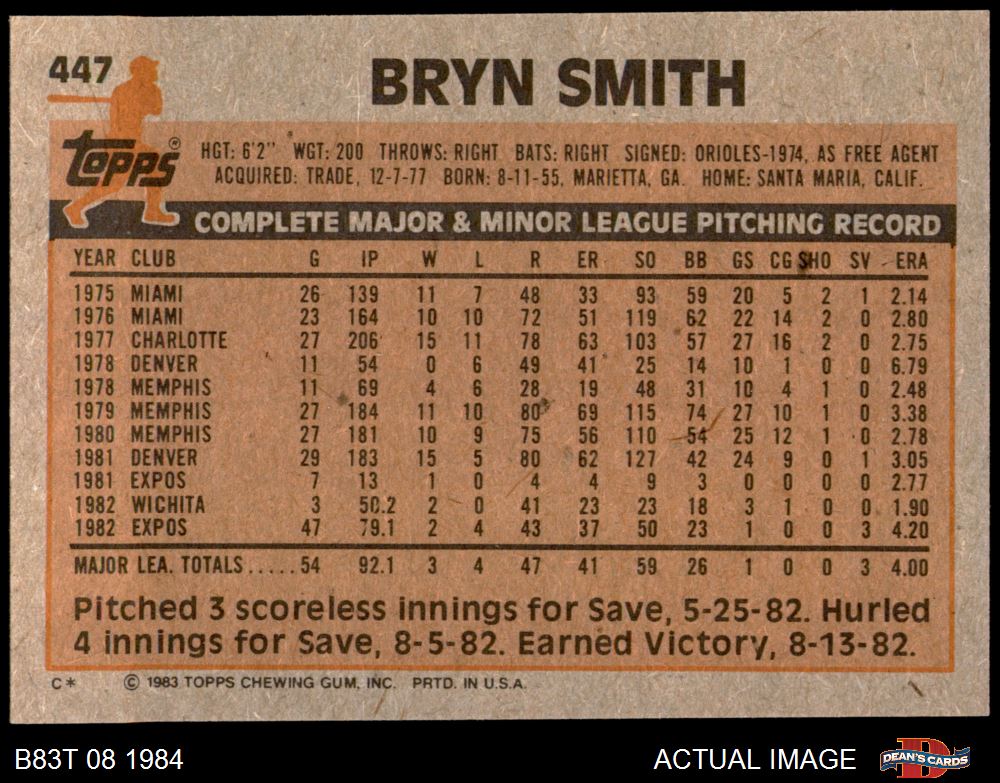 447
BRYN SMITH
Topps®
HGT: 6'2" WGT: 200 THROWS: RIGHT BATS: RIGHT SIGNED: ORIOLES-1974, AS FREE AGENT
ACQUIRED: TRADE, 12-7-77 BORN: 8-11-55, MARIETTA, GA. HOME: SANTA MARIA, CALIF.
COMPLETE MAJOR & MINOR LEAGUE PITCHING RECORD
YEAR CLUB G IP W L R ER SO BB GS CG SHO SV ERA
1975 MIAMI 26 139 11 7 48 33 93 59 20 5 2 1 2.14
1976 MIAMI 23 164 10 10 72 51 119 62 22 14 2 0 2.80
1977 CHARLOTTE 27 206 15 11 78 63 103 57 27 16 2 0 2.75
1978 DENVER 11 54 0 6 49 41 25 14 10 1 0 0 6.79
1978 MEMPHIS 11 69 4 6 28 19 48 31 10 4 1 0 2.48
1979 MEMPHIS 27 184 11 10 80 69 115 74 27 10 1 0 3.38
1980 MEMPHIS 27 181 10 9 75 56 110 54 25 12 1 0 2.78
1981 DENVER 29 183 15 5 80 62 127 42 24 9 0 1 3.05
1981 EXPOS 7 13 1 0 4 4 9 3 0 0 0 0 2.77
1982 WICHITA 3 50.2 2 0 41 23 23 18 3 1 0 0 1.90
1982 EXPOS 47 79.1 2 4 43 37 50 23 1 0 0 3 4.20
MAJOR LEA. TOTALS.....54 92.1 3 4 47 41 59 26 1 0 0 3 4.00
Pitched 3 scoreless innings for Save, 5-25-82. Hurled
4 innings for Save, 8-5-82. Earned Victory, 8-13-82.
C* © 1983 TOPPS CHEWING GUM, INC. PRTD. IN U.S.A.
B83T 08 1984 ACTUAL IMAGE DEAN'S CARDS